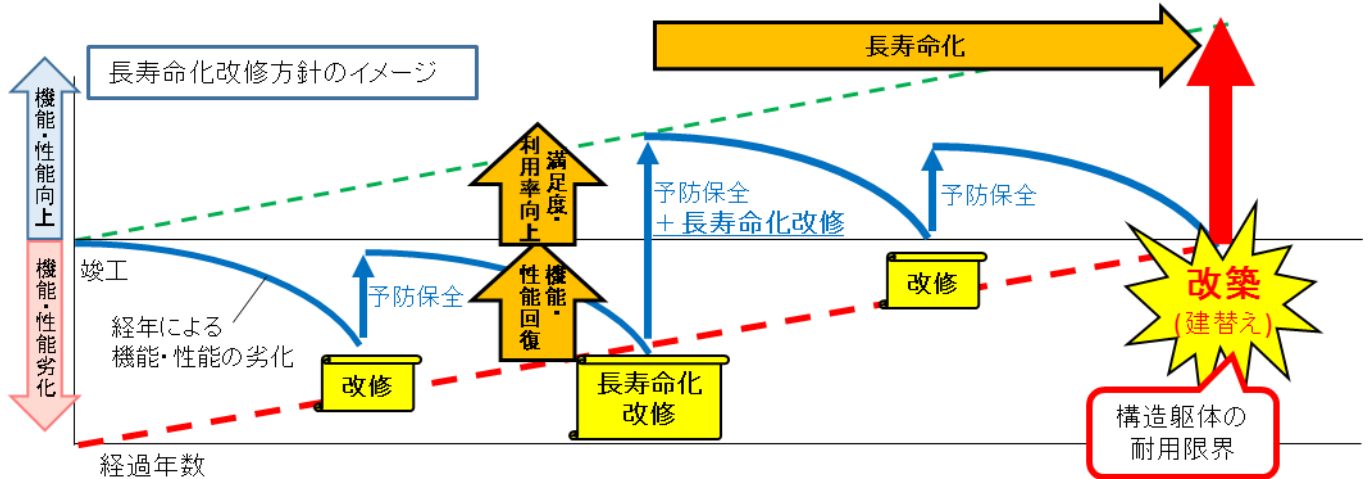 長寿命化改修方針のイメージ
長寿命化
機能・性能向上
機能・性能劣化
満足度・
利用率向上
機能・
性能回復
竣工
経年による
機能・性能の劣化
予防保全
改修
長寿命化
改修
予防保全
＋長寿命化改修
改修
予防保全
改築
(建替え)
構造躯体の
耐用限界
経過年数